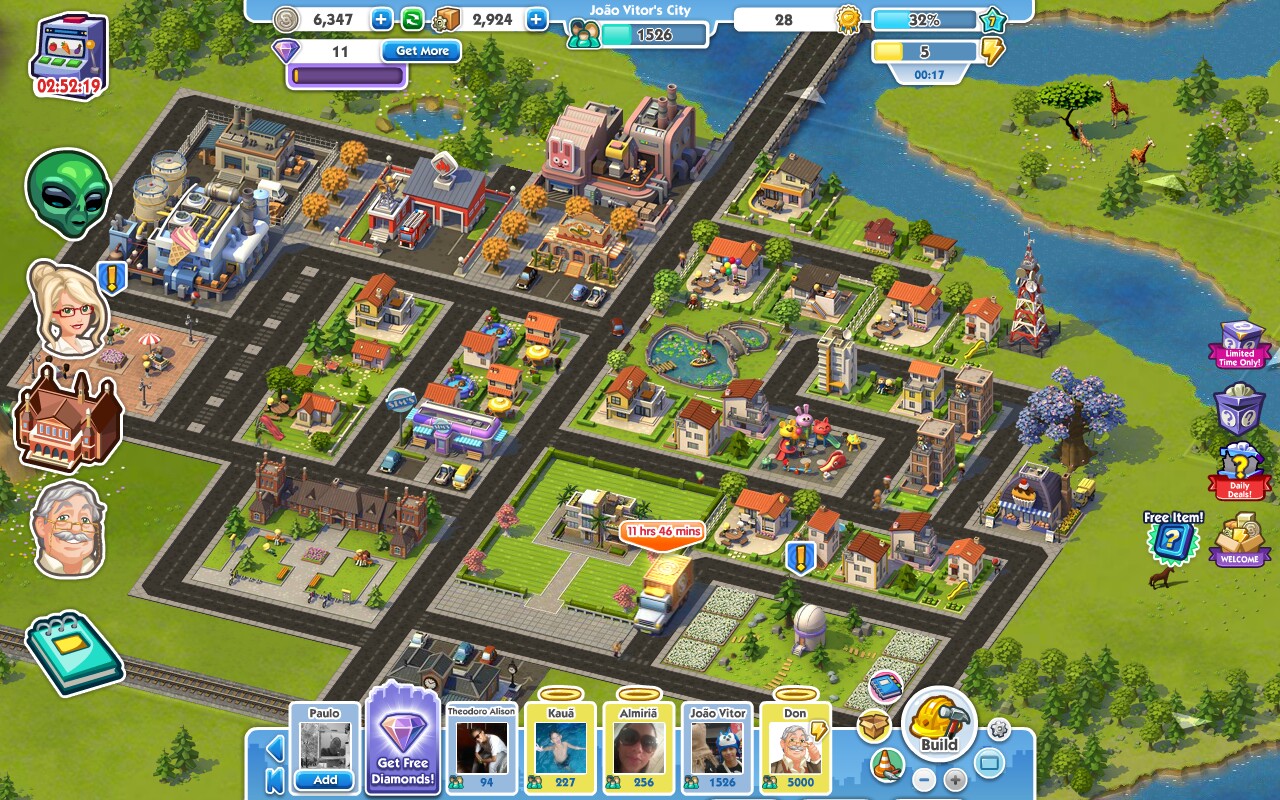 João Vitor's City
6,347
2,924
1526
28
32%
7
11
Get More
5
00:17
02:52:19
Limited
Time Only!
Daily
Deals!
Free Item!
WELCOME
11 hrs 46 mins
Paulo
Add
Get Free
Diamonds!
Theodoro Alison
94
Kauã
227
Almiriã
256
João Vitor
1526
Don
5000
Build